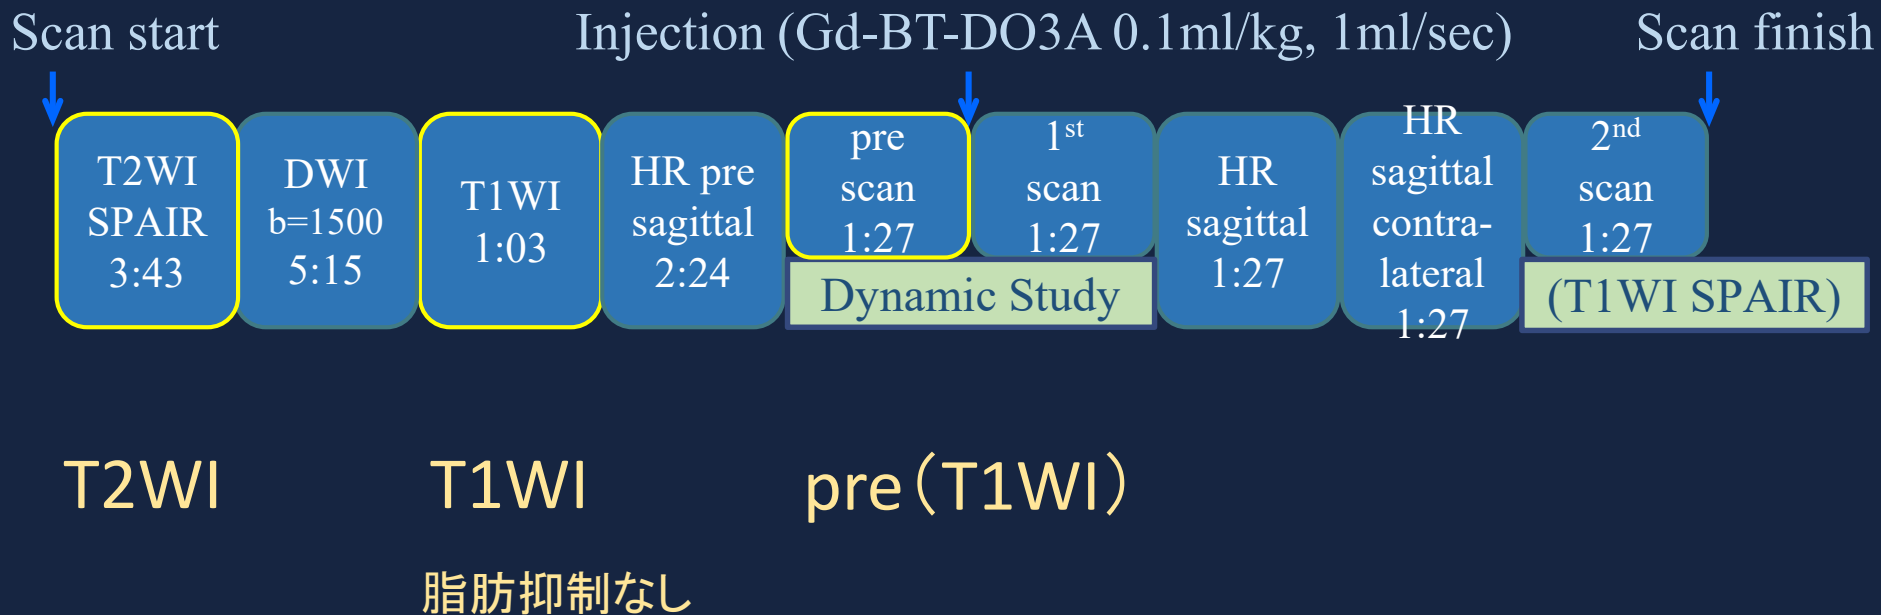 Scan start
Injection (Gd-BT-DO3A 0.1ml/kg, 1ml/sec)
Scan finish
T2WI
SPAIR
3:43
DWI
b=1500
5:15
T1WI
1:03
HR pre
sagittal
2:24
pre
scan
1:27
1st
scan
1:27
HR
sagittal
1:27
HR
sagittal
contra-
lateral
1:27
2nd
scan
1:27
Dynamic Study
(T1WI SPAIR)
T2WI
T1WI
pre（T1WI）
脂肪抑制なし